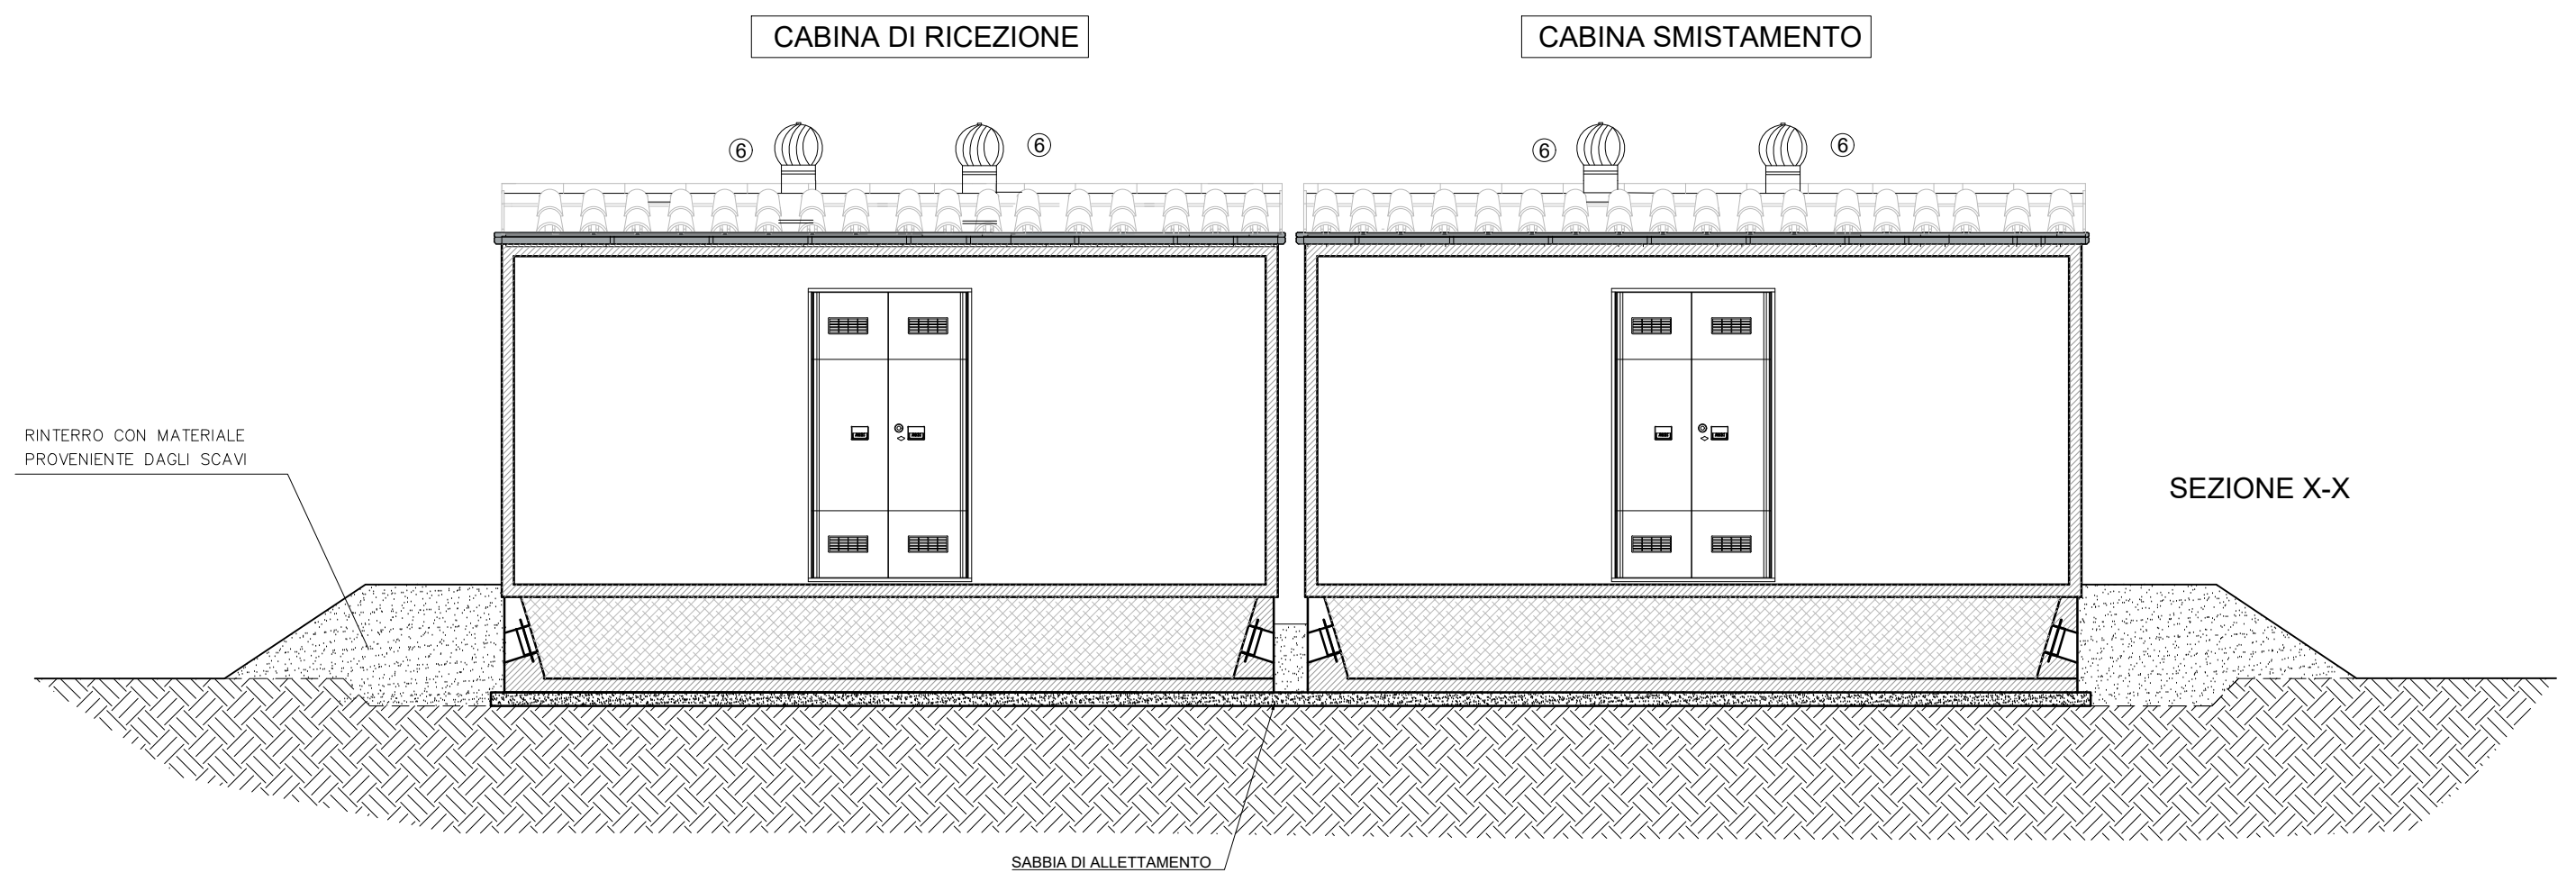 CABINA DI RICEZIONE
CABINA SMISTAMENTO
6
6
6
6
RINTERRO CON MATERIALE
PROVENIENTE DAGLI SCAVI
SEZIONE X-X
SABBIA DI ALLETTAMENTO